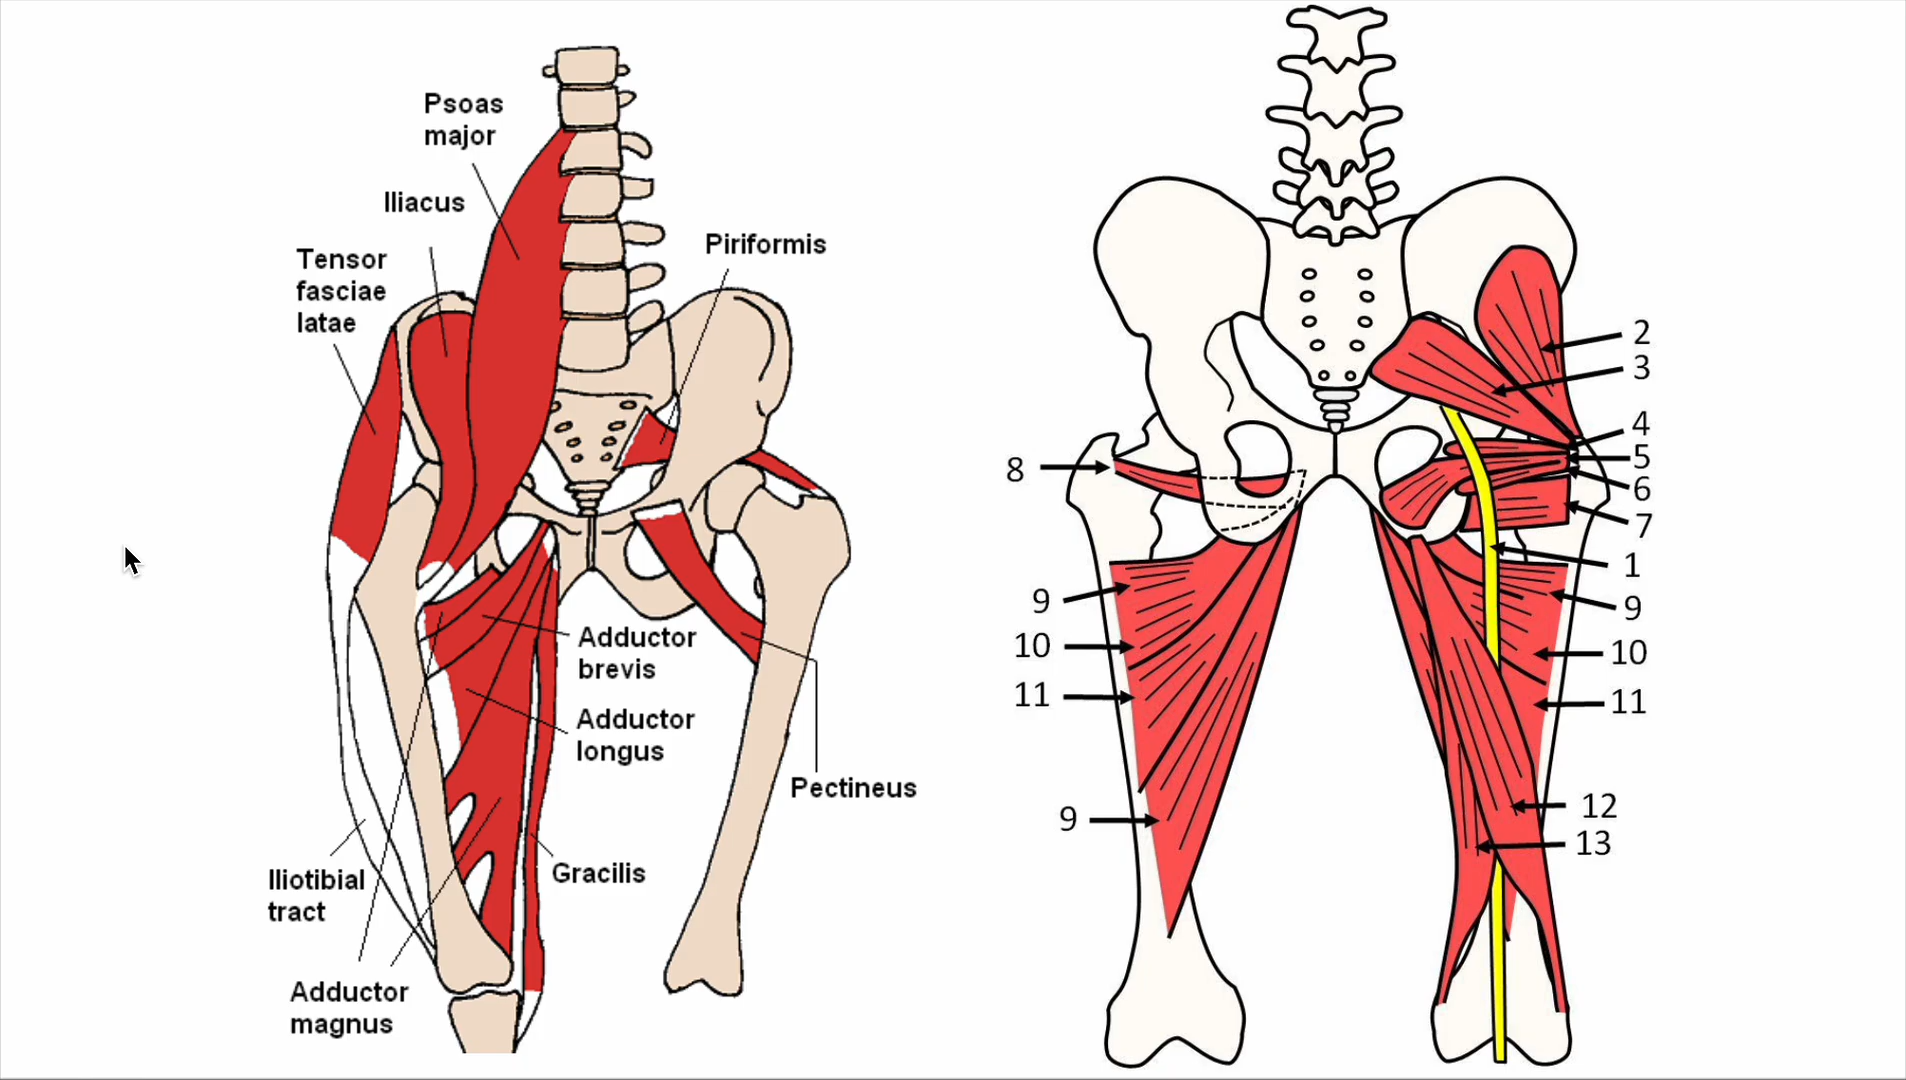 Psoas
major
Iliacus
Tensor
fasciae
latae
Piriformis
Adductor
brevis
Adductor
longus
Pectineus
Gracilis
Iliotibial
tract
Adductor
magnus
2
3
4
5
6
7
1
9
10
11
12
13
8
9
10
11
9